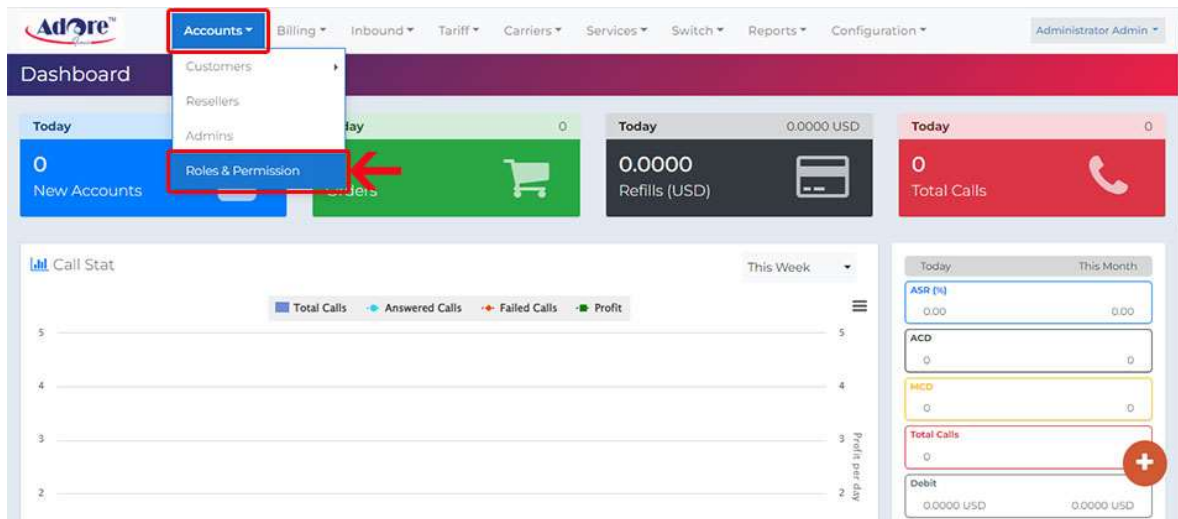 Adore™
Accounts Billing Inbound Tariff Carriers Services Switch Reports Configuration Administrator Admin
Dashboard
Customers
Resellers
Admins
Roles & Permission
Today
0
New Accounts
day 0
Orders
Today 0.0000 USD
0.0000
Refills (USD)
Today 0
0
Total Calls
Call Stat
This Week
Total Calls Answered Calls Failed Calls Profit
5 5
4 4
3 3
2 2
Profit per day
Today This Month
ASR (%)
0.00 0.00
ACD
0 0
MCD
0 0
Total Calls
0
Debit
0.0000 USD 0.0000 USD